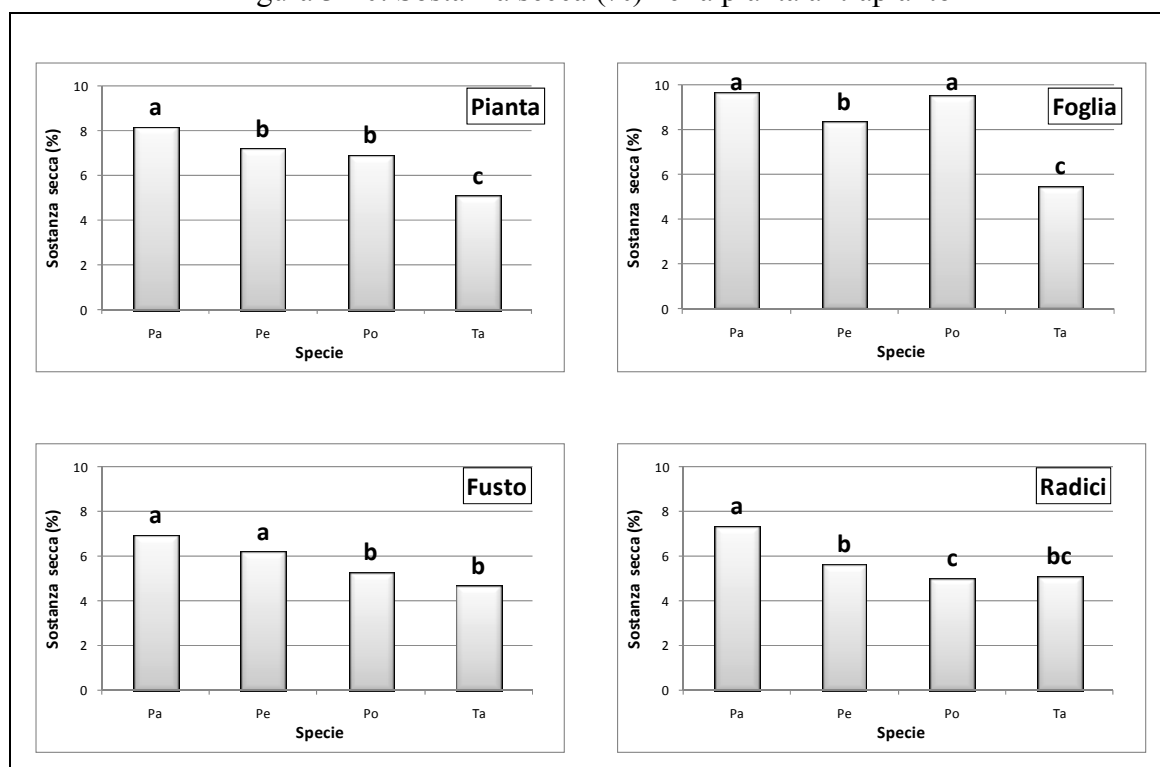 Sostanza secca (%)
Pianta
10
8
6
4
2
0
a
b
b
c
Pa
Pe
Po
Ta
Specie
Sostanza secca (%)
Foglia
10
8
6
4
2
0
a
b
a
c
Pa
Pe
Po
Ta
Specie
Sostanza secca (%)
Fusto
10
8
6
4
2
0
a
a
b
b
Pa
Pe
Po
Ta
Specie
Sostanza secca (%)
Radici
10
8
6
4
2
0
a
b
c
bc
Pa
Pe
Po
Ta
Specie